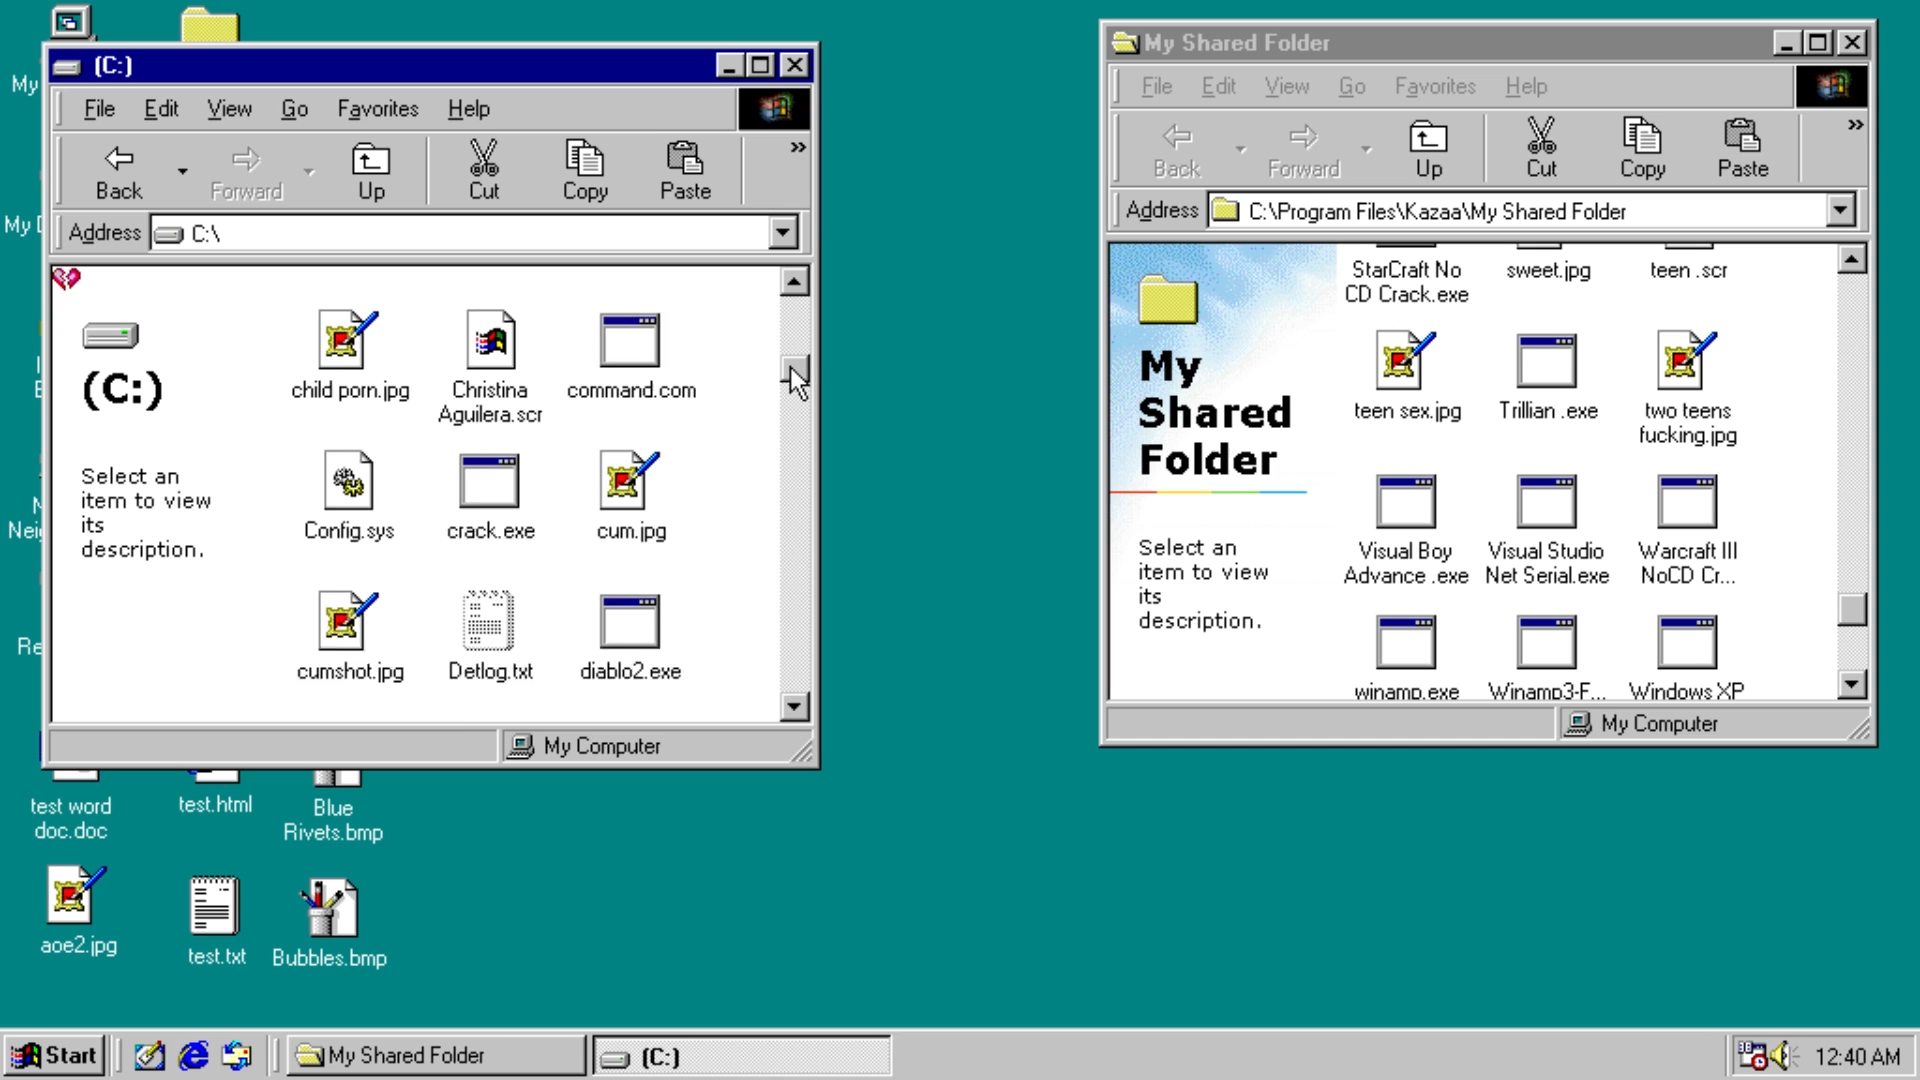 My
My D
N
Nei
Re
(C:)
File Edit View Go Favorites Help
Back Forward Up Cut Copy Paste
Address C:\
(C:)
Select an
item to view
its
description.
child porn.jpg
Christina
Aguilera.scr
command.com
Config.sys
crack.exe
cum.jpg
cumshot.jpg
Detlog.txt
diablo2.exe
My Computer
My Shared Folder
File Edit View Go Favorites Help
Back Forward Up Cut Copy Paste
Address C:\Program Files\Kazaa\My Shared Folder
My
Shared
Folder
Select an
item to view
its
description.
StarCraft No
CD Crack.exe
sweet.jpg
teen .scr
teen sex.jpg
Trillian .exe
two teens
fucking.jpg
Visual Boy
Advance .exe
Visual Studio
Net Serial.exe
Warcraft III
NoCD Cr...
winamp.exe
Winamp3-F...
Windows XP
My Computer
test word
doc.doc
test.html
Blue
Rivets.bmp
aoe2.jpg
test.txt
Bubbles.bmp
Start
My Shared Folder
(C:)
12:40 AM